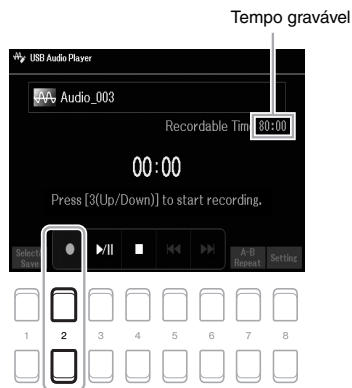 Tempo gravável
USB Audio Player
Audio_003
Recordable Time 80:00
00:00
Press [3(Up/Down)] to start recording.
Select/ Save
A-B Repeat
Setting
1 2 3 4 5 6 7 8